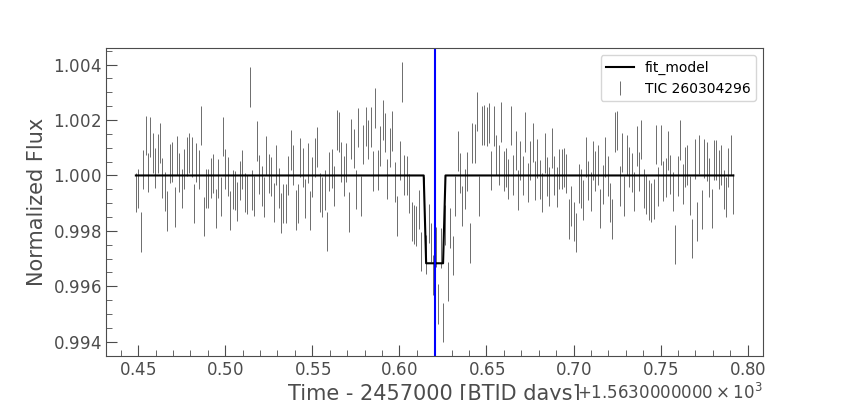 1.004
1.002
1.000
0.998
0.996
0.994
Normalized Flux
fit_model
TIC 260304296
0.45 0.50 0.55 0.60 0.65 0.70 0.75 0.80
Time - 2457000 [BTJD days]
+1.5630000000 × 10³